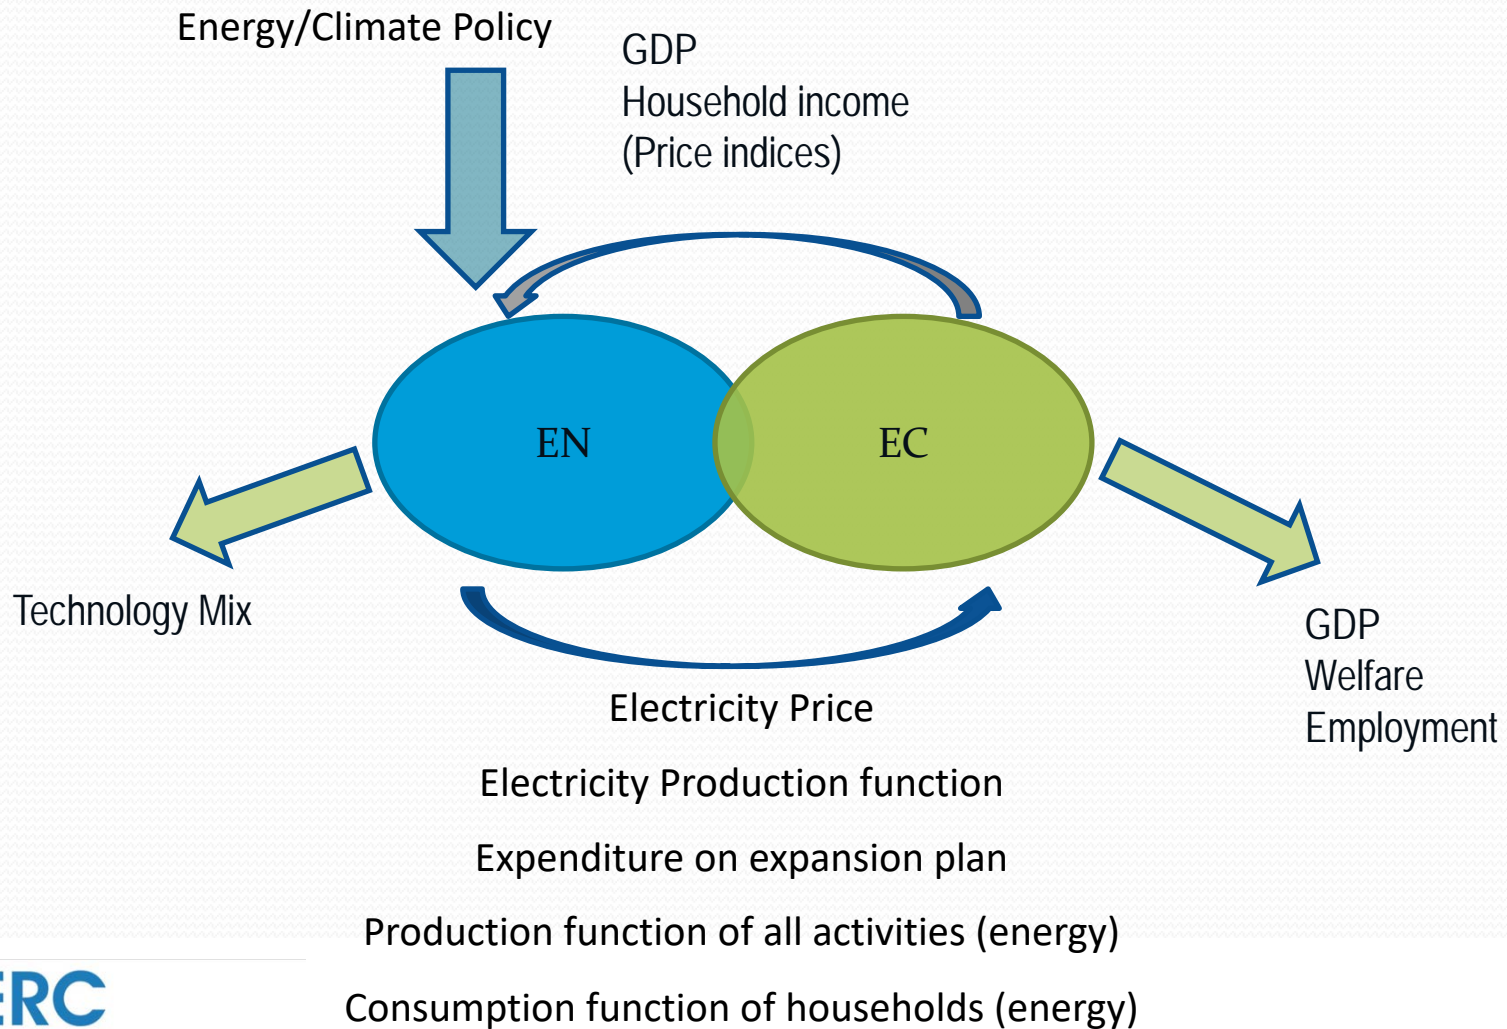 Energy/Climate Policy
GDP
Household income
(Price indices)
EN
EC
Technology Mix
GDP
Welfare
Employment
Electricity Price
Electricity Production function
Expenditure on expansion plan
Production function of all activities (energy)
Consumption function of households (energy)
ERC